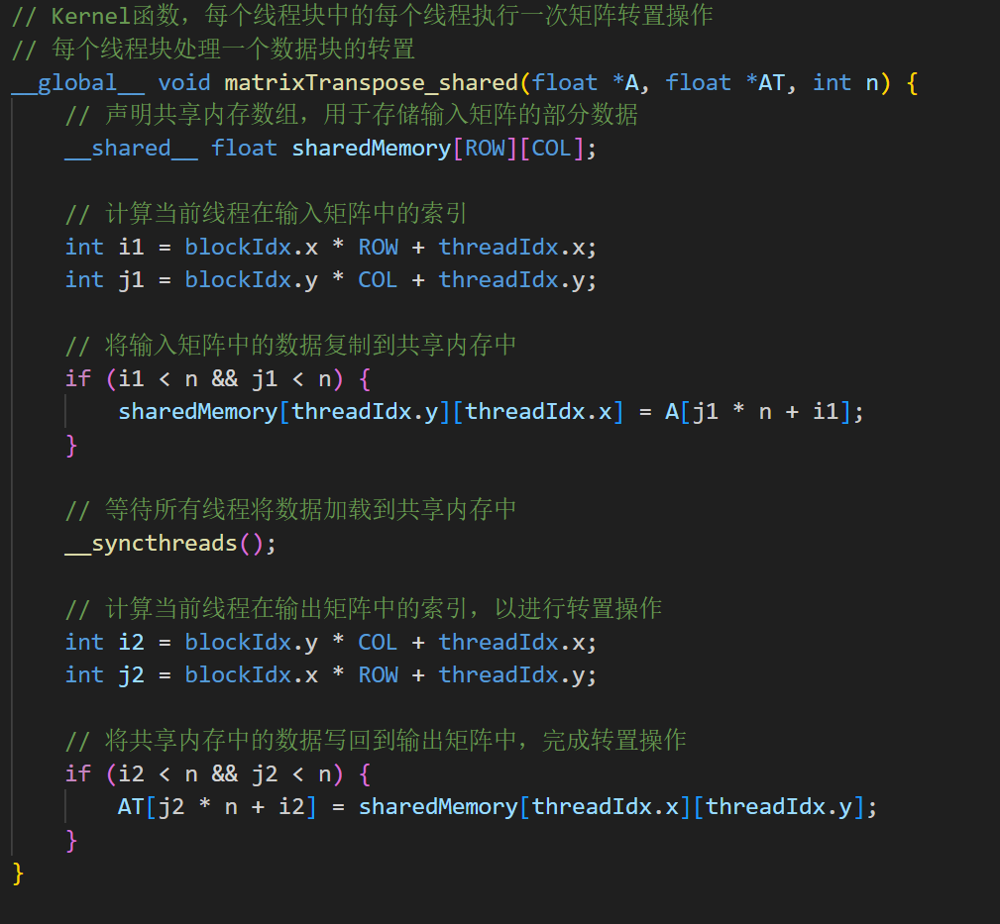 // Kernel函数，每个线程块中的每个线程执行一次矩阵转置操作
// 每个线程块处理一个数据块的转置
__global__ void matrixTranspose_shared(float *A, float *AT, int n) {
    // 声明共享内存数组，用于存储输入矩阵的部分数据
    __shared__ float sharedMemory[ROW][COL];

    // 计算当前线程在输入矩阵中的索引
    int i1 = blockIdx.x * ROW + threadIdx.x;
    int j1 = blockIdx.y * COL + threadIdx.y;

    // 将输入矩阵中的数据复制到共享内存中
    if (i1 < n && j1 < n) {
        sharedMemory[threadIdx.y][threadIdx.x] = A[j1 * n + i1];
    }

    // 等待所有线程将数据加载到共享内存中
    __syncthreads();

    // 计算当前线程在输出矩阵中的索引，以进行转置操作
    int i2 = blockIdx.y * COL + threadIdx.x;
    int j2 = blockIdx.x * ROW + threadIdx.y;

    // 将共享内存中的数据写回到输出矩阵中，完成转置操作
    if (i2 < n && j2 < n) {
        AT[j2 * n + i2] = sharedMemory[threadIdx.x][threadIdx.y];
    }
}